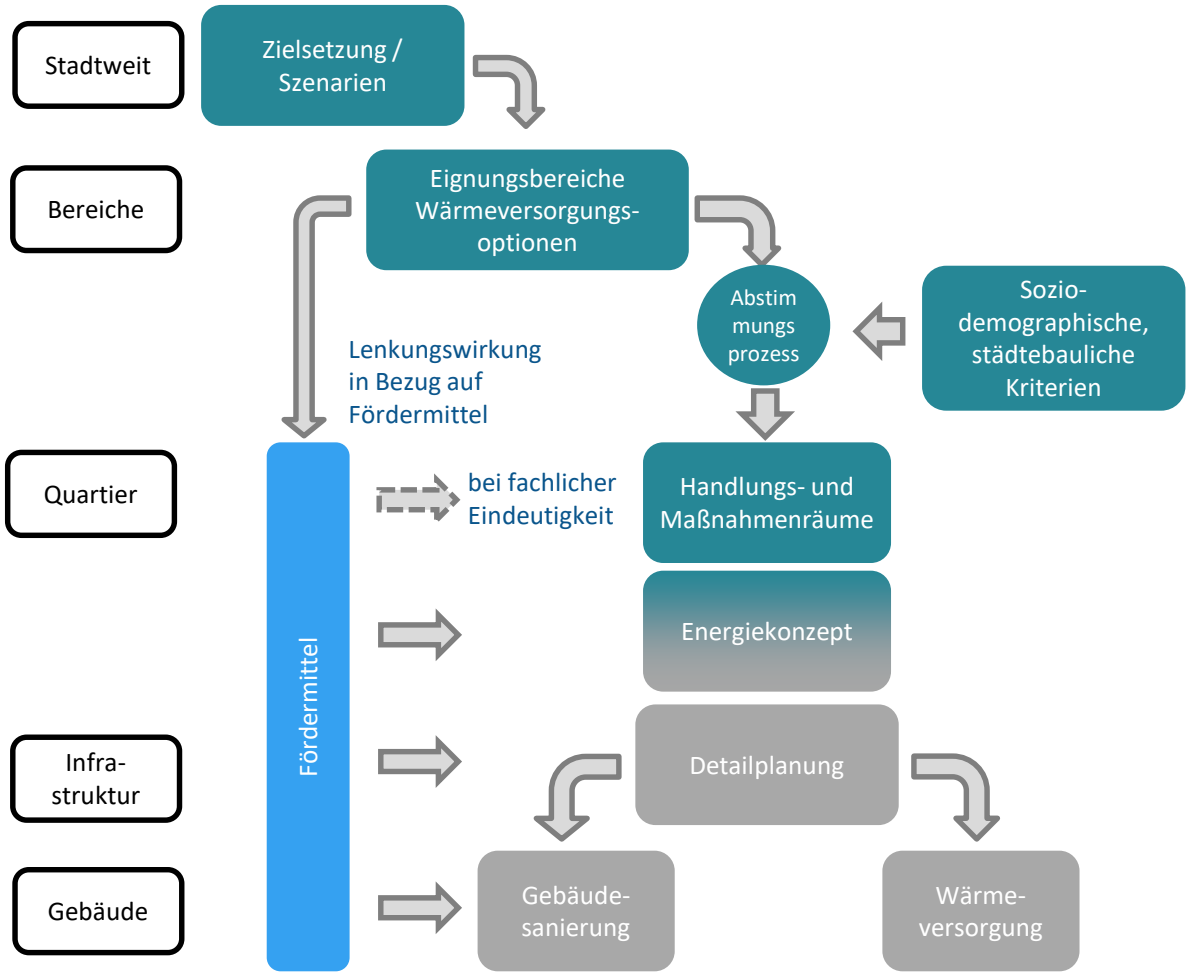 Stadtweit
Zielsetzung /
Szenarien
Bereiche
Eignungsbereiche
Wärmeversorgungs-
optionen
Abstim
mungs
prozess
Sozio-
demographische,
städtebauliche
Kriterien
Lenkungswirkung
in Bezug auf
Fördermittel
Quartier
Fördermittel
bei fachlicher
Eindeutigkeit
Handlungs- und
Maßnahmenräume
Energiekonzept
Infra-
struktur
Detailplanung
Gebäude
Gebäude-
sanierung
Wärme-
versorgung